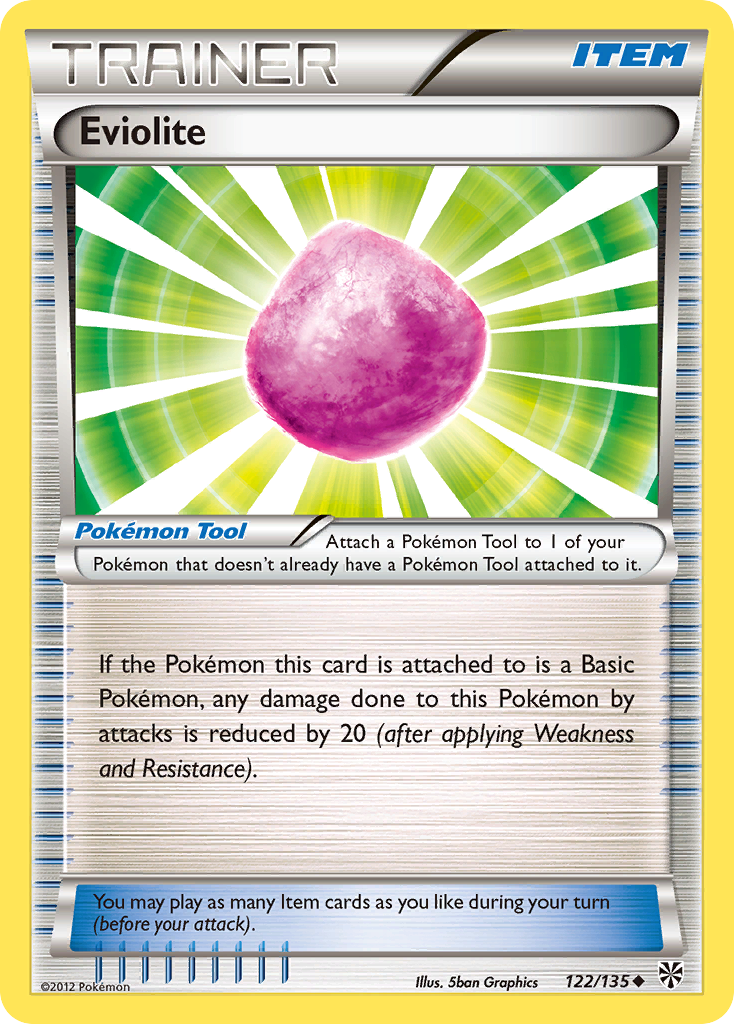 TRAINER
ITEM
Eviolite
Pokémon Tool
Attach a Pokémon Tool to 1 of your
Pokémon that doesn't already have a Pokémon Tool attached to it.
If the Pokémon this card is attached to is a Basic
Pokémon, any damage done to this Pokémon by
attacks is reduced by 20 (after applying Weakness
and Resistance).
You may play as many Item cards as you like during your turn
(before your attack).
©2012 Pokémon
Illus. 5ban Graphics
122/135